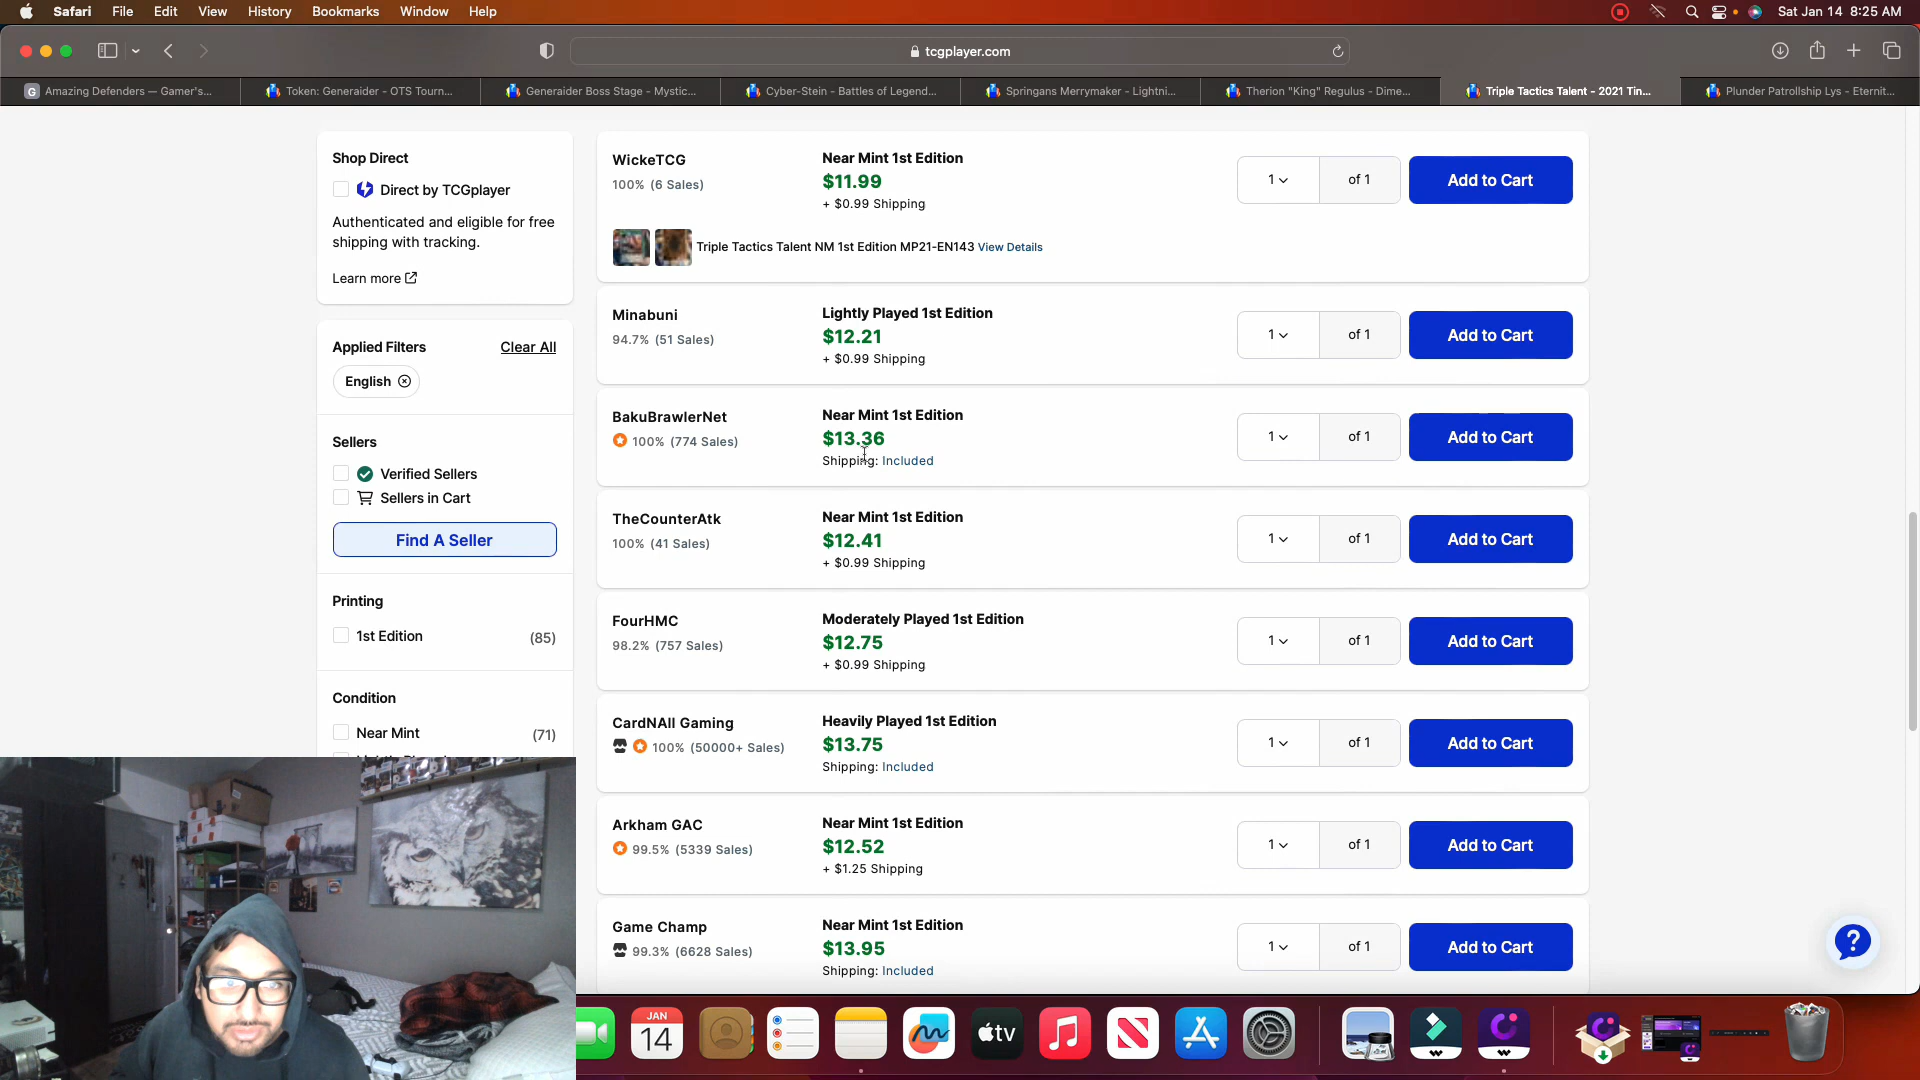 Safari File Edit View History Bookmarks Window Help Sat Jan 14 8:25 AM
tcgplayer.com
G Amazing Defenders — Gamer's...
Token: Generaider - OTS Tourn...
Generaider Boss Stage - Mystic...
Cyber-Stein - Battles of Legend...
Springans Merrymaker - Lightni...
Therion "King" Regulus - Dime...
Triple Tactics Talent - 2021 Tin...
Plunder Patrollship Lys - Eternit...
Shop Direct
Direct by TCGplayer
Authenticated and eligible for free
shipping with tracking.
Learn more
Applied Filters Clear All
English
Sellers
Verified Sellers
Sellers in Cart
Find A Seller
Printing
1st Edition (85)
Condition
Near Mint (71)
WickeTCG
100% (6 Sales)
Near Mint 1st Edition
$11.99
+ $0.99 Shipping
1 of 1 Add to Cart
Triple Tactics Talent NM 1st Edition MP21-EN143 View Details
Minabuni
94.7% (51 Sales)
Lightly Played 1st Edition
$12.21
+ $0.99 Shipping
1 of 1 Add to Cart
BakuBrawlerNet
100% (774 Sales)
Near Mint 1st Edition
$13.36
Shipping: Included
1 of 1 Add to Cart
TheCounterAtk
100% (41 Sales)
Near Mint 1st Edition
$12.41
+ $0.99 Shipping
1 of 1 Add to Cart
FourHMC
98.2% (757 Sales)
Moderately Played 1st Edition
$12.75
+ $0.99 Shipping
1 of 1 Add to Cart
CardNAll Gaming
100% (50000+ Sales)
Heavily Played 1st Edition
$13.75
Shipping: Included
1 of 1 Add to Cart
Arkham GAC
99.5% (5339 Sales)
Near Mint 1st Edition
$12.52
+ $1.25 Shipping
1 of 1 Add to Cart
Game Champ
99.3% (6628 Sales)
Near Mint 1st Edition
$13.95
Shipping: Included
1 of 1 Add to Cart
?
JAN
14
tv